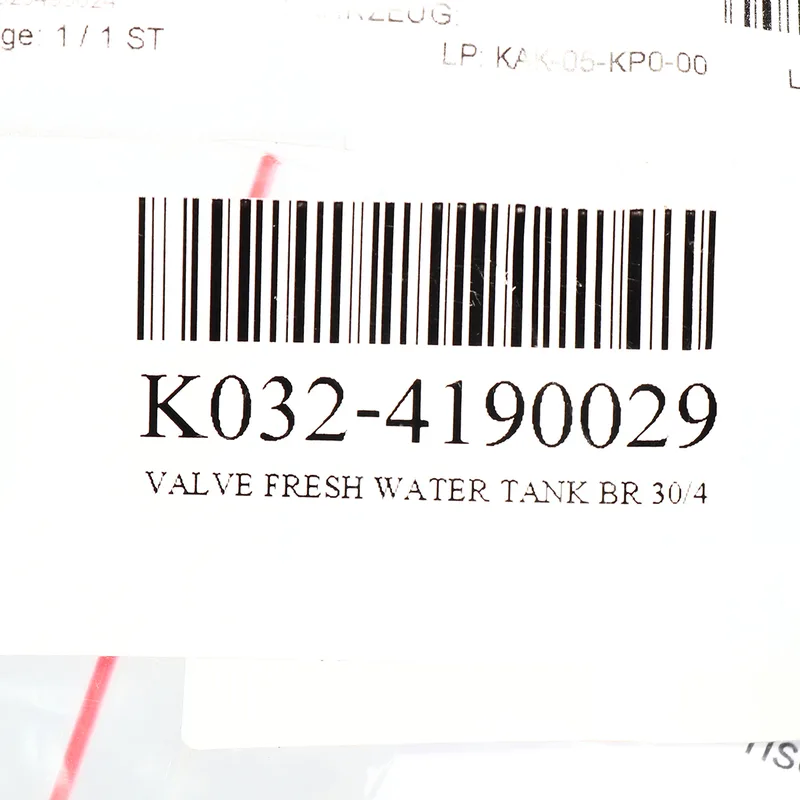 ge: 1 / 1 ST
LP: KAK-05-KP0-00
K032-4190029
VALVE FRESH WATER TANK BR 30/4